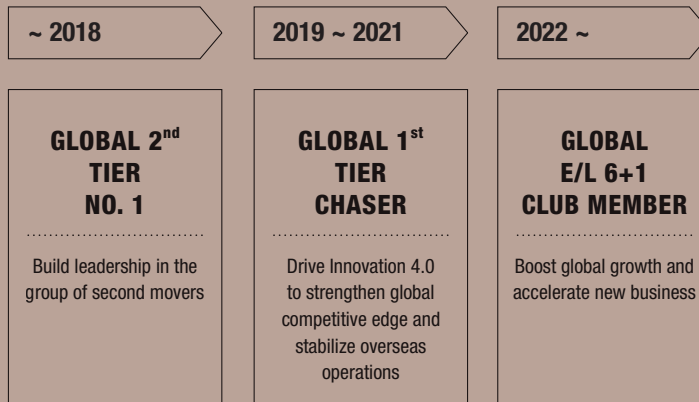 ~ 2018
2019 ~ 2021
2022 ~
GLOBAL 2nd
TIER
NO. 1
Build leadership in the
group of second movers
GLOBAL 1st
TIER
CHASER
Drive Innovation 4.0
to strengthen global
competitive edge and
stabilize overseas
operations
GLOBAL
E/L 6+1
CLUB MEMBER
Boost global growth and
accelerate new business